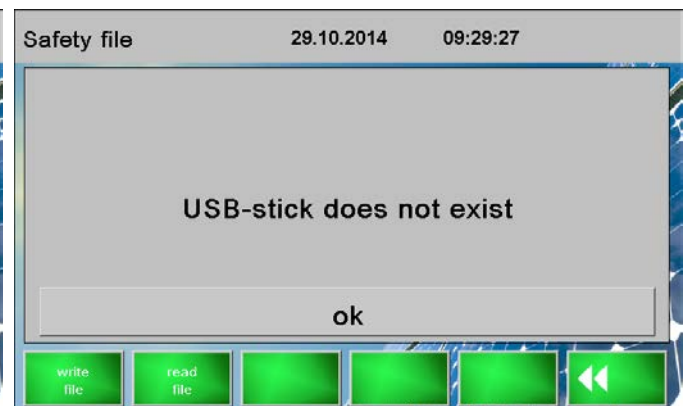 Safety file 29.10.2014 09:29:27
USB-stick does not exist
ok
write
file
read
file